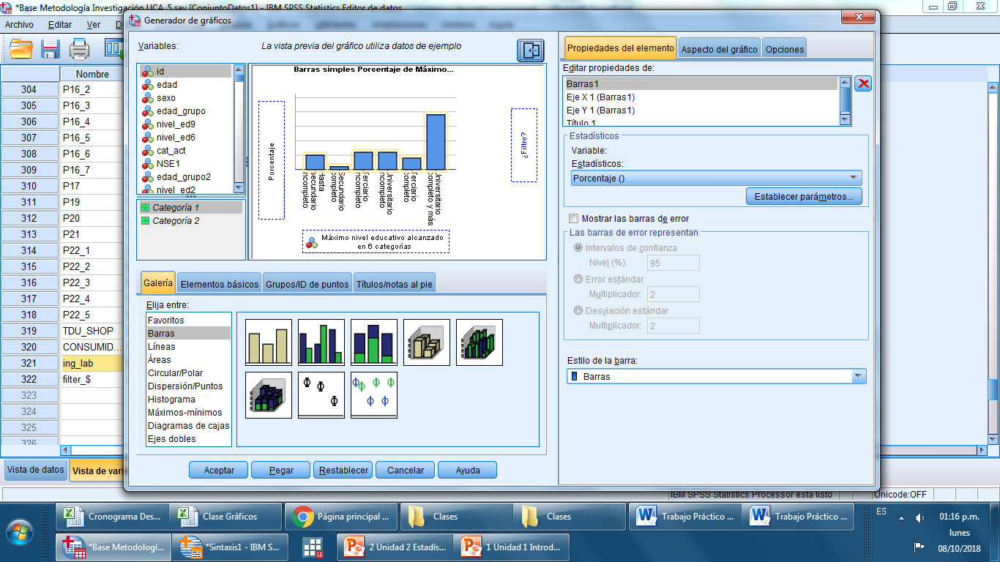 *Base Metodología Investigación UCA_5.sav [ConjuntoDatos1] - IBM SPSS Statistics Editor de datos
Archivo Editar Ver D
Nombre
304 P16_2
305 P16_3
306 P16_4
307 P16_5
308 P16_6
309 P16_7
310 P17
311 P19
312 P20
313 P21
314 P22_1
315 P22_2
316 P22_3
317 P22_4
318 P22_5
319 TDU_SHOP
320 CONSUMID...
321 ing_lab
322 filter_$
323
324
325
326
Vista de datos Vista de vari
Generador de gráficos
Variables:
La vista previa del gráfico utiliza datos de ejemplo
id
edad
sexo
edad_grupo
nivel_ed9
nivel_ed6
cat_act
NSE1
edad_grupo2
nivel_ed2
Categoría 1
Categoría 2
Barras simples Porcentaje de Máximo...
Porcentaje
¿Filtro?
Hasta secundario incompleto
Secundario completo
Terciario incompleto
Universitario incompleto
Terciario completo
Universitario completo y más
Máximo nivel educativo alcanzado
en 6 categorías
Galería Elementos básicos Grupos/ID de puntos Títulos/notas al pie
Elija entre:
Favoritos
Barras
Líneas
Áreas
Circular/Polar
Dispersión/Puntos
Histograma
Máximos-mínimos
Diagramas de cajas
Ejes dobles
Aceptar Pegar Restablecer Cancelar Ayuda
Propiedades del elemento Aspecto del gráfico Opciones
Editar propiedades de:
Barras1
Eje X 1 (Barras1)
Eje Y 1 (Barras1)
Título 1
Estadísticos
Variable:
Estadísticos:
Porcentaje ()
Establecer parámetros...
Mostrar las barras de error
Las barras de error representan
Intervalos de confianza
Nivel (%): 95
Error estándar
Multiplicador: 2
Desviación estándar
Multiplicador: 2
Estilo de la barra:
Barras
IBM SPSS Statistics Processor está listo Unicode:OFF
Cronograma Des... Clase Gráficos Página principal ... Clases Clases Trabajo Práctico ... Trabajo Práctico ...
*Base Metodologí... *Sintaxis1 - IBM S... 15 2 Unidad 2 Estadís... 1 Unidad 1 Introd...
ES
01:16 p.m.
lunes
08/10/2018